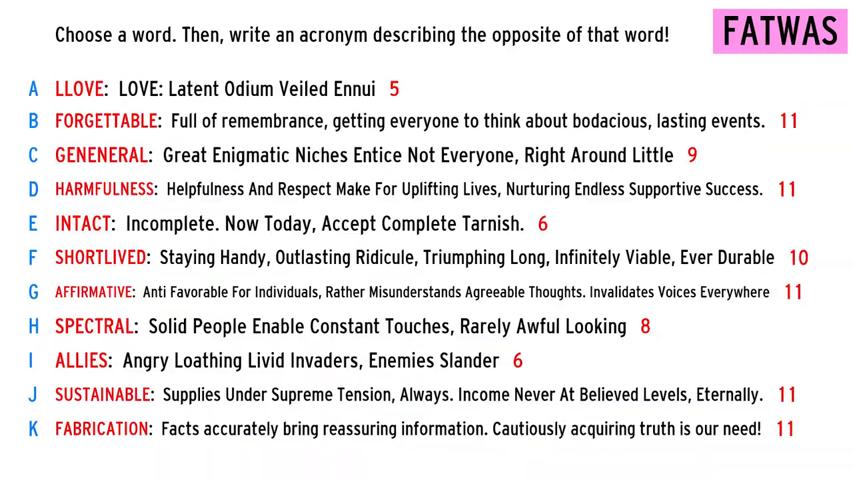 Choose a word. Then, write an acronym describing the opposite of that word!
FATWAS
A LLOVE: LOVE: Latent Odium Veiled Ennui 5
B FORGETTABLE: Full of remembrance, getting everyone to think about bodacious, lasting events. 11
C GENENERAL: Great Enigmatic Niches Entice Not Everyone, Right Around Little 9
D HARMFULNESS: Helpfulness And Respect Make For Uplifting Lives, Nurturing Endless Supportive Success. 11
E INTACT: Incomplete. Now Today, Accept Complete Tarnish. 6
F SHORTLIVED: Staying Handy, Outlasting Ridicule, Triumphing Long, Infinitely Viable, Ever Durable 10
G AFFIRMATIVE: Anti Favorable For Individuals, Rather Misunderstands Agreeable Thoughts. Invalidates Voices Everywhere 11
H SPECTRAL: Solid People Enable Constant Touches, Rarely Awful Looking 8
I ALLIES: Angry Loathing Livid Invaders, Enemies Slander 6
J SUSTAINABLE: Supplies Under Supreme Tension, Always. Income Never At Believed Levels, Eternally. 11
K FABRICATION: Facts accurately bring reassuring information. Cautiously acquiring truth is our need! 11